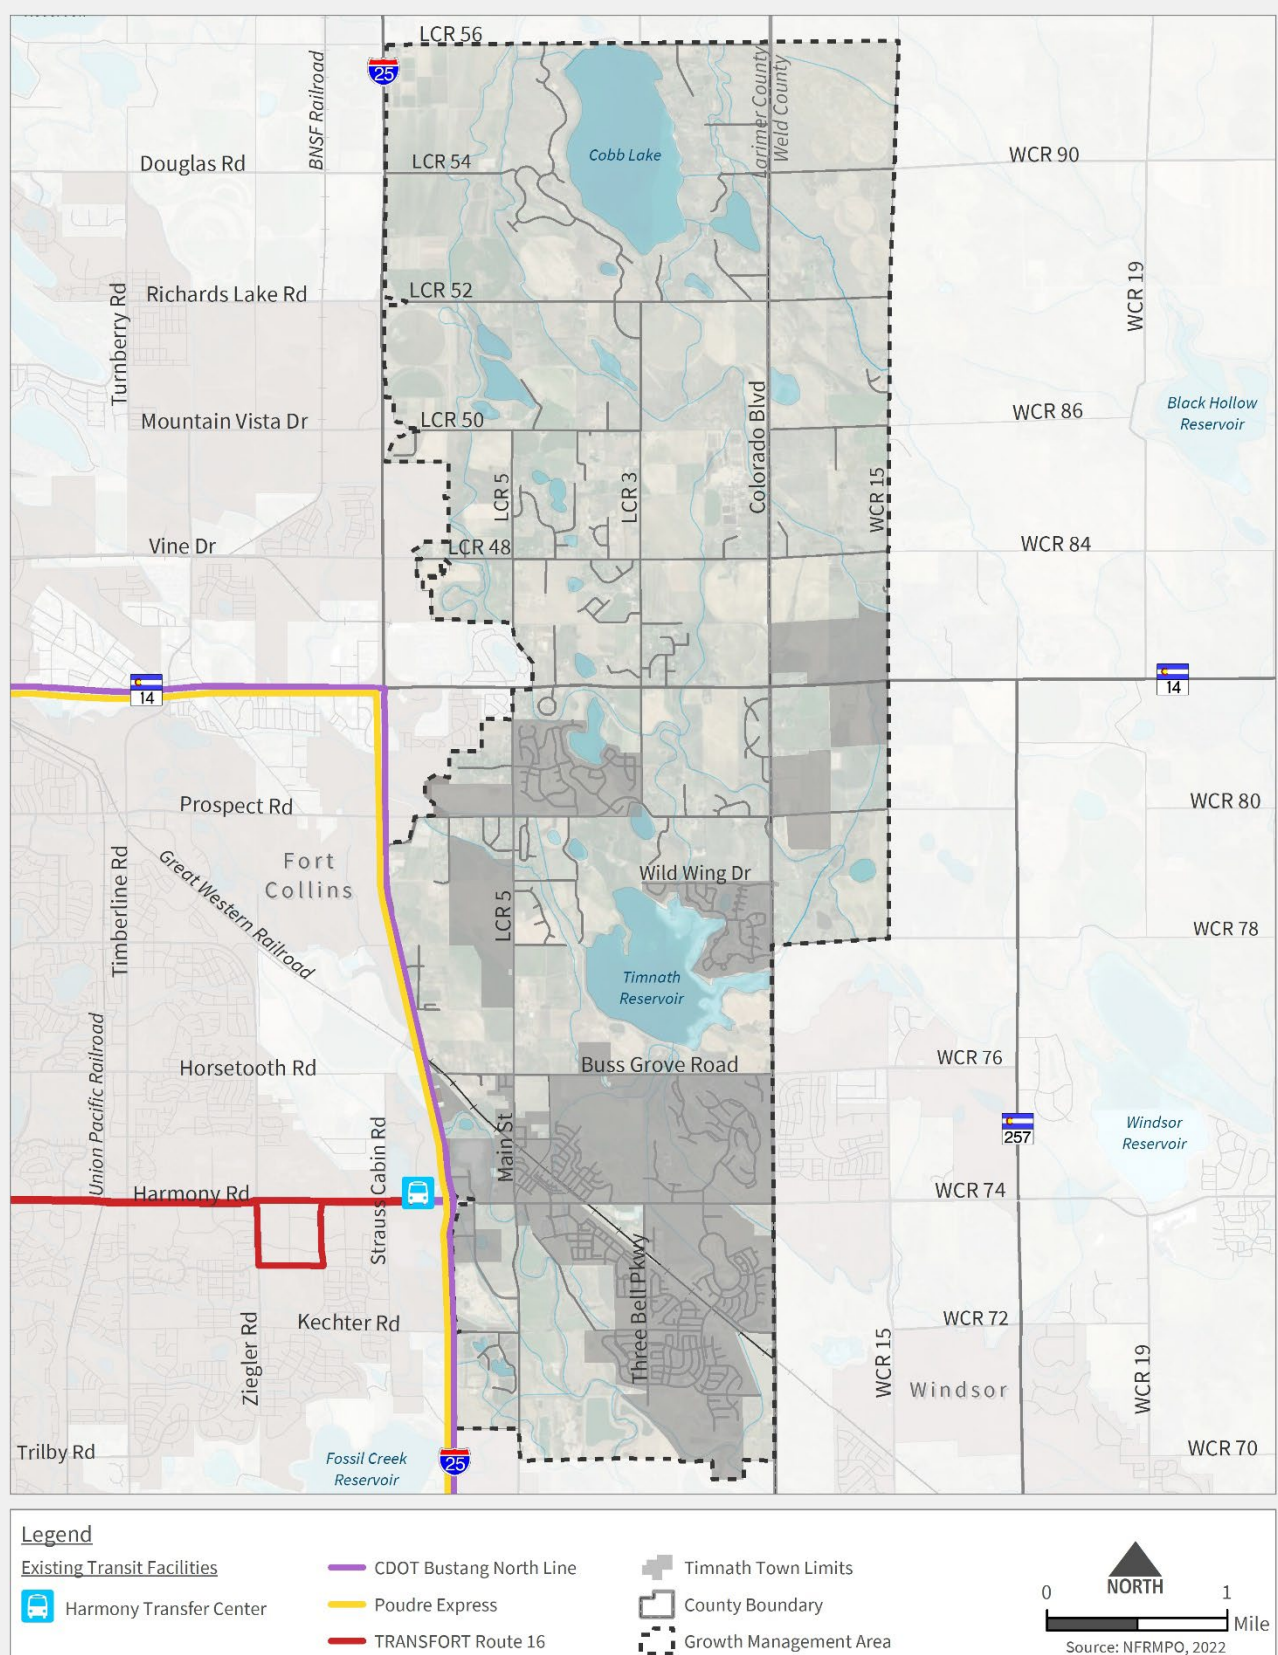 LCR 56
25
BNSF Railroad
Larimer County
Weld County
Cobb Lake
Douglas Rd
LCR 54
WCR 90
Turnberry Rd
Richards Lake Rd
LCR 52
WCR 19
Mountain Vista Dr
LCR 50
Colorado Blvd
WCR 86
Black Hollow
Reservoir
LCR 5
LCR 3
WCR 15
Vine Dr
LCR 48
WCR 84
14
14
Prospect Rd
WCR 80
Fort
Collins
Timberline Rd
Great Western Railroad
LCR 5
Wild Wing Dr
WCR 78
Timnath
Reservoir
Union Pacific Railroad
Horsetooth Rd
Buss Grove Road
WCR 76
Strauss Cabin Rd
Main St
257
Windsor
Reservoir
Harmony Rd
WCR 74
Ziegler Rd
Kechter Rd
Three Bell Pkwy
WCR 72
WCR 15
Windsor
WCR 19
Trilby Rd
Fossil Creek
Reservoir
25
WCR 70
Legend
Existing Transit Facilities
Harmony Transfer Center
CDOT Bustang North Line
Poudre Express
TRANSFORT Route 16
Timnath Town Limits
County Boundary
Growth Management Area
NORTH
0 1
Mile
Source: NFRMPO, 2022